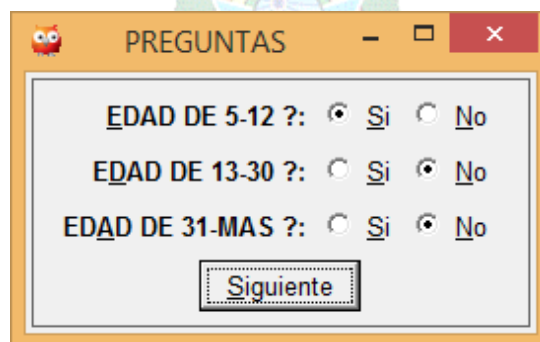 PREGUNTAS
EDAD DE 5-12 ?: Si No
EDAD DE 13-30 ?: Si No
EDAD DE 31-MAS ?: Si No
Siguiente